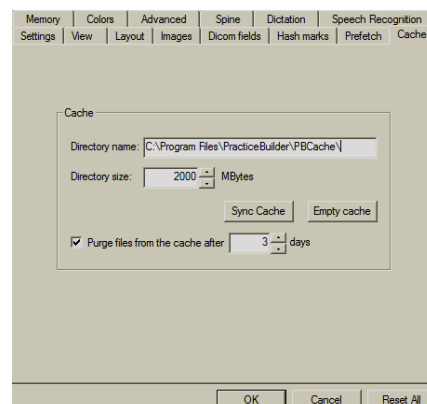 Memory Colors Advanced Spine Dictation Speech Recognition
Settings View Layout Images Dicom fields Hash marks Prefetch Cache
Cache
Directory name: C:\Program Files\PracticeBuilder\PBCache\
Directory size: 2000 MBytes
Sync Cache Empty cache
Purge files from the cache after 3 days
OK Cancel Reset All